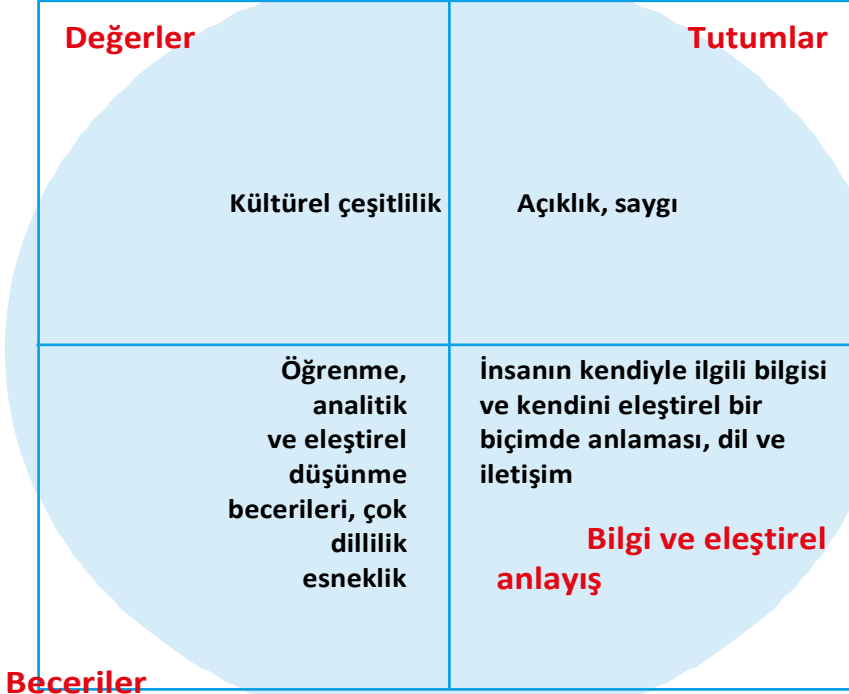 Değerler
Tutumlar
Kültürel çeşitlilik
Açıklık, saygı
Öğrenme,
analitik
ve eleştirel
düşünme
becerileri, çok
dillilik
esneklik
İnsanın kendiyle ilgili bilgisi
ve kendini eleştirel bir
biçimde anlaması, dil ve
iletişim
Bilgi ve eleştirel
anlayış
Beceriler